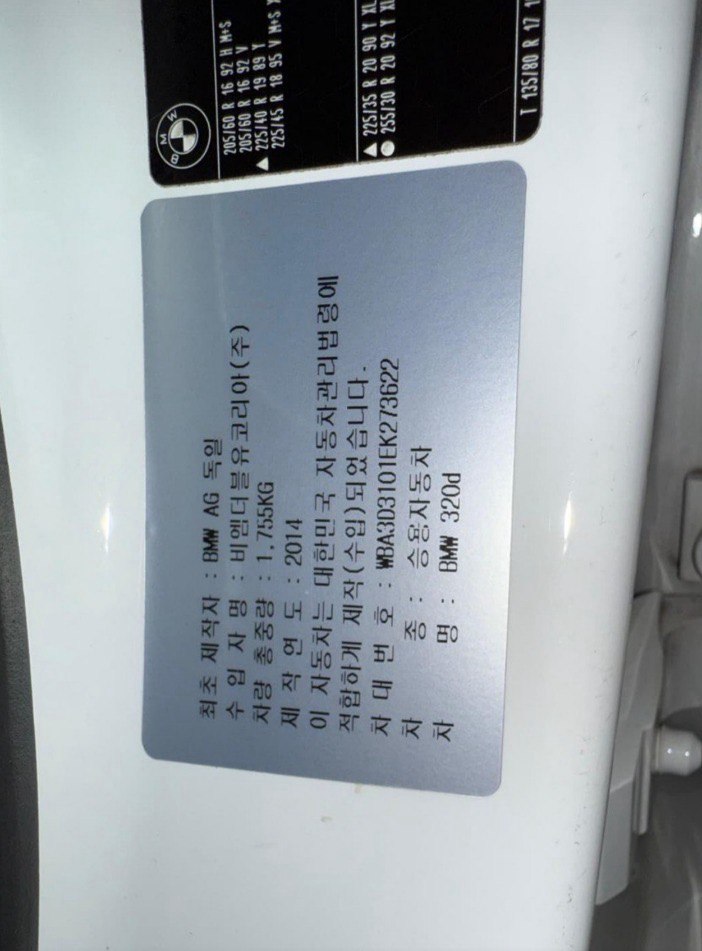 BMW
205/60 R 16 92 H M+S
205/60 R 16 92 V
▲ 225/40 R 19 89 Y
225/45 R 18 95 V M+S
▲ 225/35 R 20 90 Y XL
● 255/30 R 20 92 Y XL
T 135/80 R 17
최초 제작자 : BMW AG 독일
수 입 사 명 : 비엠더블유코리아(주)
차량 총중량 : 1,755KG
제 작 연 도 : 2014
이 자동차는 대한민국 자동차관리법령에
적합하게 제작(수입)되었습니다.
차 대 번 호 : WBA3D3101EK273622
차 종 : 승용자동차
차 명 : BMW 320d